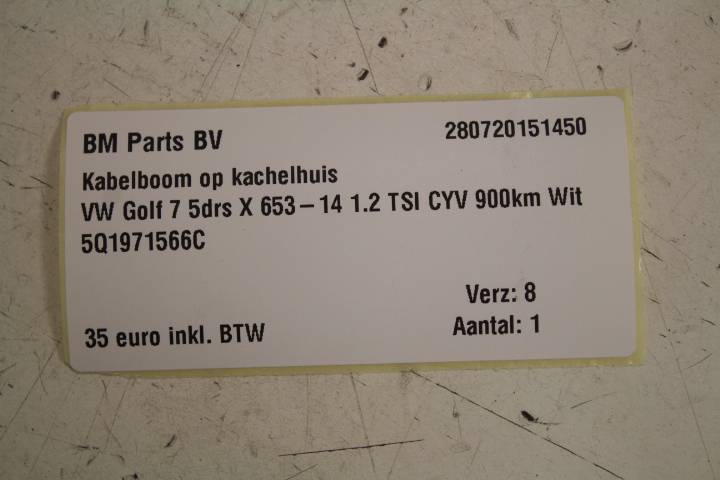 BM Parts BV 280720151450
Kabelboom op kachelhuis
VW Golf 7 5drs X 653-14 1.2 TSI CYV 900km Wit
5Q1971566C
Verz: 8
35 euro inkl. BTW Aantal: 1